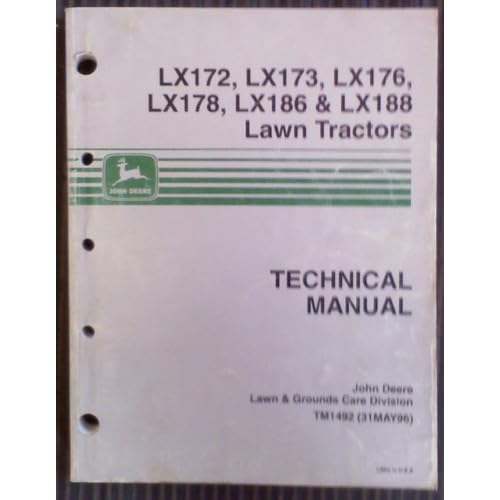 LX172, LX173, LX176,
LX178, LX186 & LX188
Lawn Tractors
JOHN DEERE
TECHNICAL
MANUAL
John Deere
Lawn & Grounds Care Division
TM1492 (31MAY96)